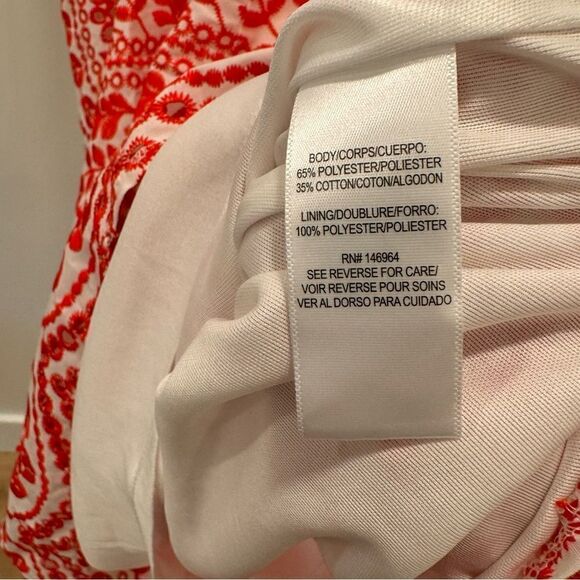 BODY/CORPS/CUERPO:
65% POLYESTER/POLIESTER
35% COTTON/COTON/ALGODON
LINING/DOUBLURE/FORRO:
100% POLYESTER/POLIESTER
RN# 146964
SEE REVERSE FOR CARE/
VOIR REVERSE POUR SOINS
VER AL DORSO PARA CUIDADO